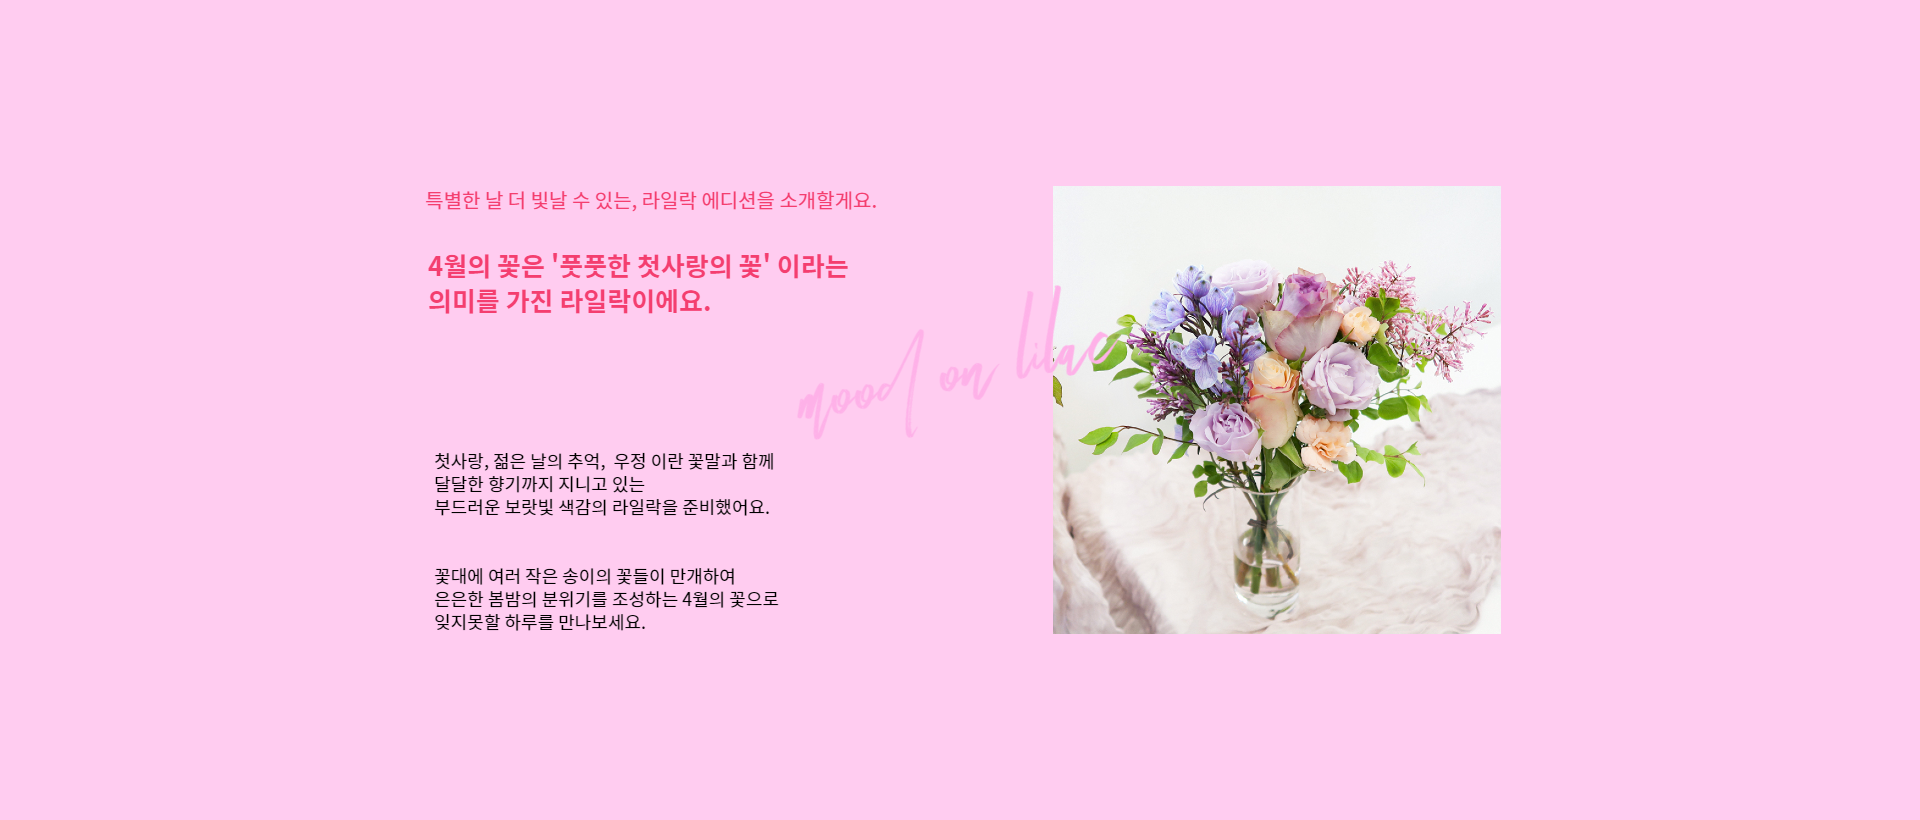 특별한 날 더 빛날 수 있는, 라일락 에디션을 소개할게요.
4월의 꽃은 '풋풋한 첫사랑의 꽃' 이라는
의미를 가진 라일락이에요.
mood on lilac
첫사랑, 젊은 날의 추억,  우정 이란 꽃말과 함께
달달한 향기까지 지니고 있는
부드러운 보랏빛 색감의 라일락을 준비했어요.
꽃대에 여러 작은 송이의 꽃들이 만개하여
은은한 봄밤의 분위기를 조성하는 4월의 꽃으로
잊지못할 하루를 만나보세요.